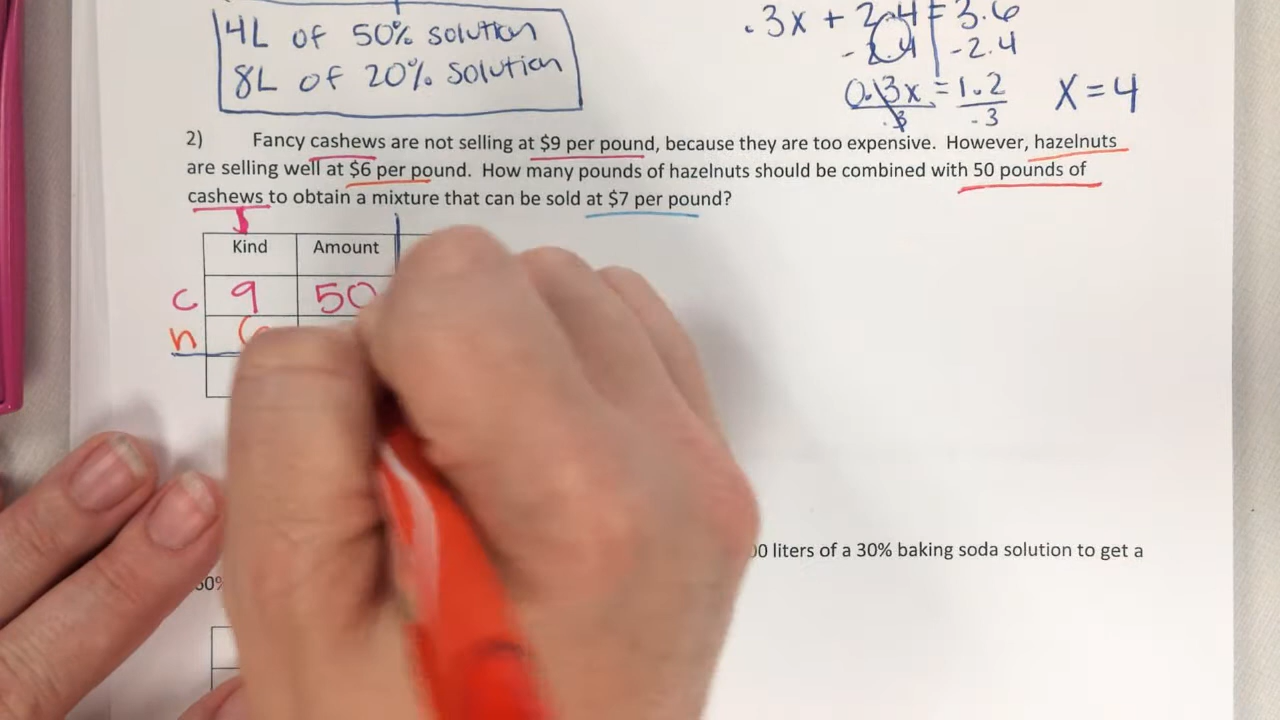 4L of 50% solution
8L of 20% solution
.3x + 2.4 = 3.6
- 2.4 -2.4
0.3x = 1.2
.3 .3
X = 4
2) Fancy cashews are not selling at $9 per pound, because they are too expensive. However, hazelnuts
are selling well at $6 per pound. How many pounds of hazelnuts should be combined with 50 pounds of
cashews to obtain a mixture that can be sold at $7 per pound?
Kind Amount
c 9 50
h 6
00 liters of a 30% baking soda solution to get a
60%